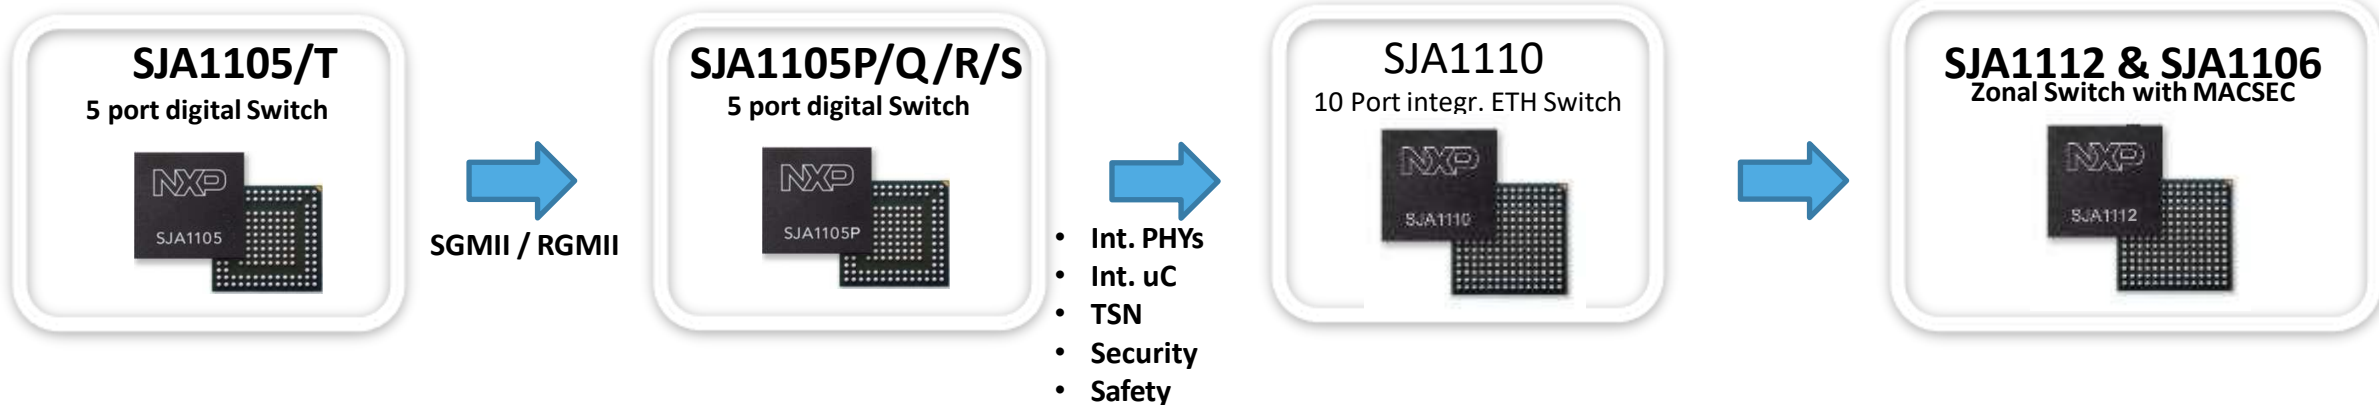 SJA1105/T
5 port digital Switch
NXP
SJA1105
SGMII / RGMII
SJA1105P/Q/R/S
5 port digital Switch
NXP
SJA1105P
• Int. PHYs
• Int. uC
• TSN
• Security
• Safety
SJA1110
10 Port integr. ETH Switch
NXP
SJA1110
SJA1112 & SJA1106
Zonal Switch with MACSEC
NXP
SJA1112